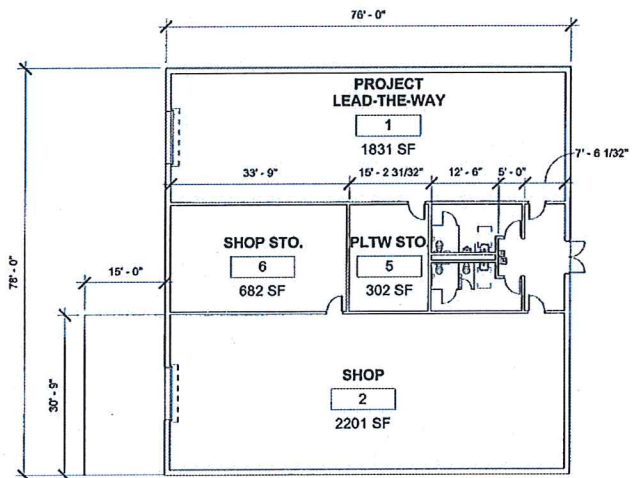 76' - 0"
PROJECT
LEAD-THE-WAY
1
1831 SF
7' - 6 1/32"
33' - 9"
15' - 2 31/32"
12' - 6"
5' - 0"
78' - 0"
15' - 0"
SHOP STO.
6
682 SF
PLTW STO.
5
302 SF
30' - 9"
SHOP
2
2201 SF